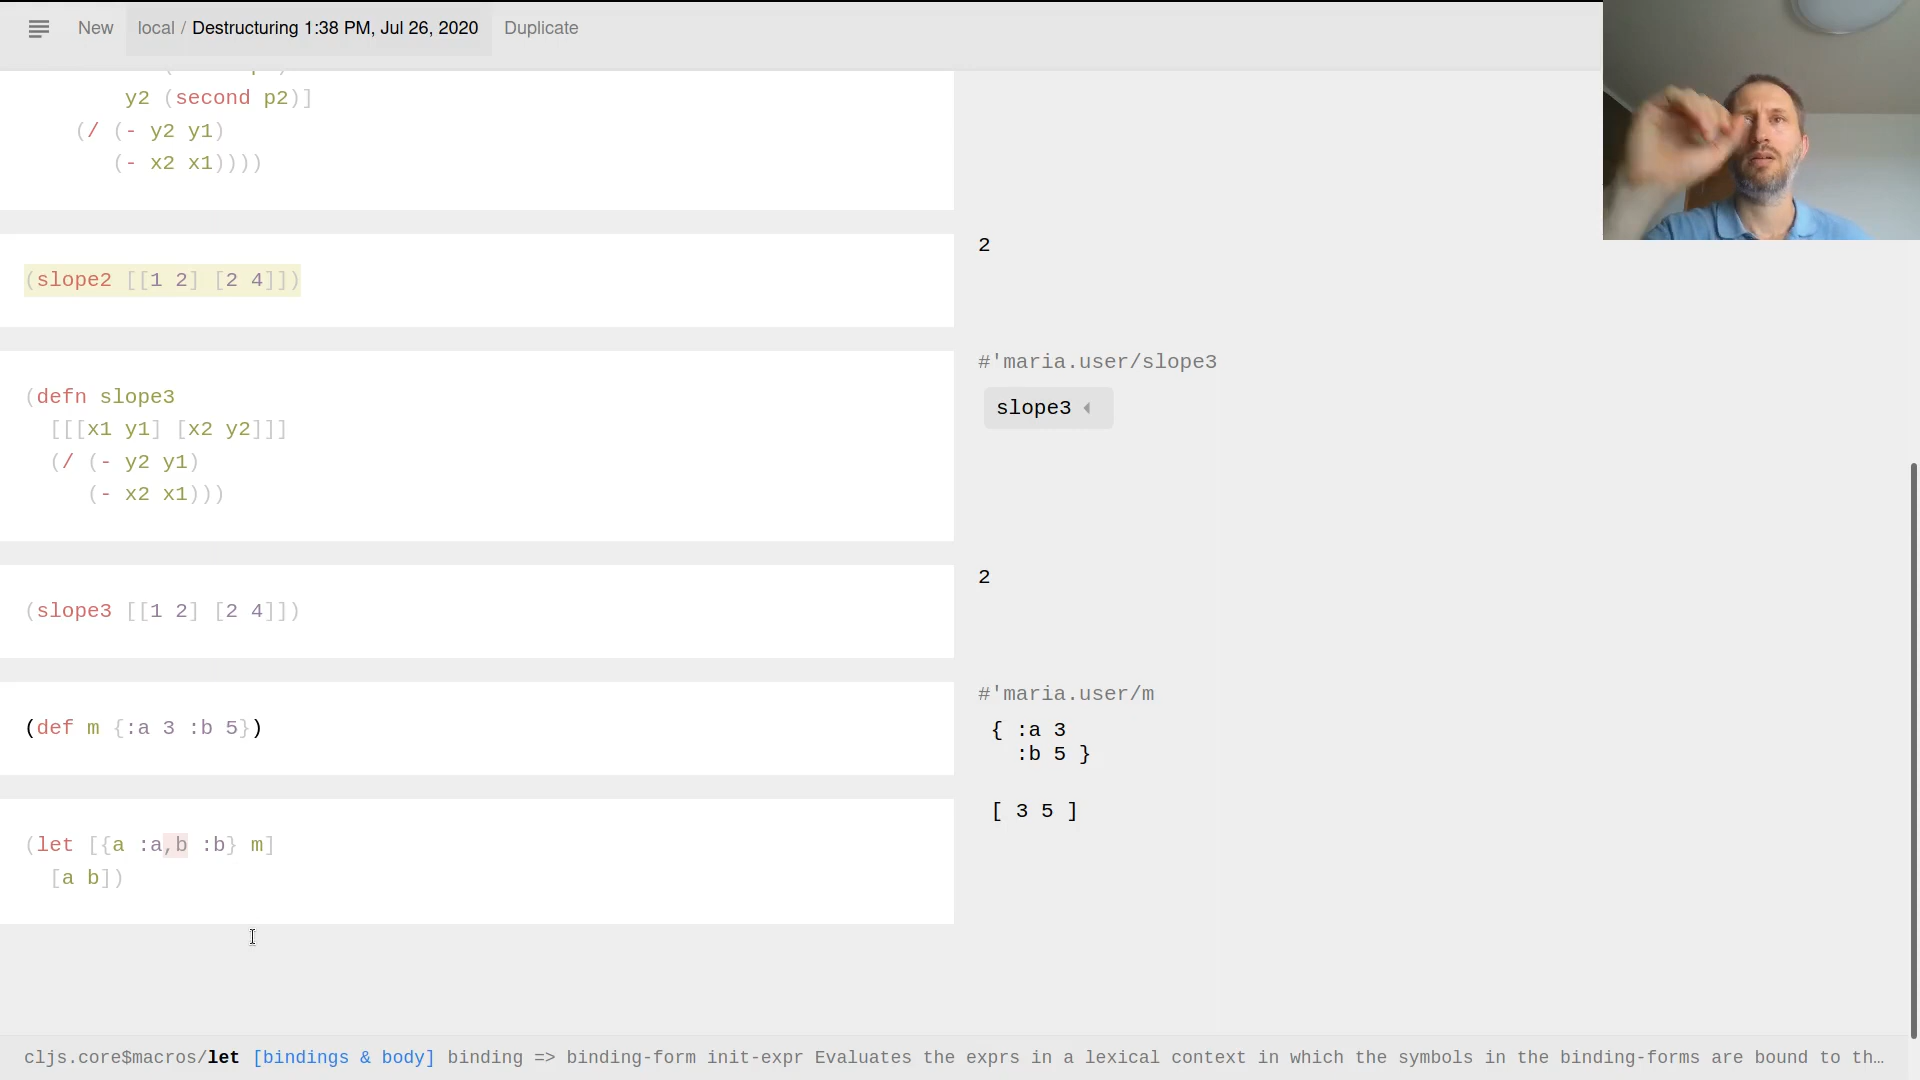 New local / Destructuring 1:38 PM, Jul 26, 2020 Duplicate
y2 (second p2)]
(/ (- y2 y1)
(- x2 x1))))
(slope2 [[1 2] [2 4]])
2
(defn slope3
[[[x1 y1] [x2 y2]]]
(/ (- y2 y1)
(- x2 x1)))
#'maria.user/slope3
slope3
(slope3 [[1 2] [2 4]])
2
(def m {:a 3 :b 5})
#'maria.user/m
{ :a 3
:b 5 }
(let [{a :a,b :b} m]
[a b])
[ 3 5 ]
cljs.core$macros/let [bindings & body] binding => binding-form init-expr Evaluates the exprs in a lexical context in which the symbols in the binding-forms are bound to th…